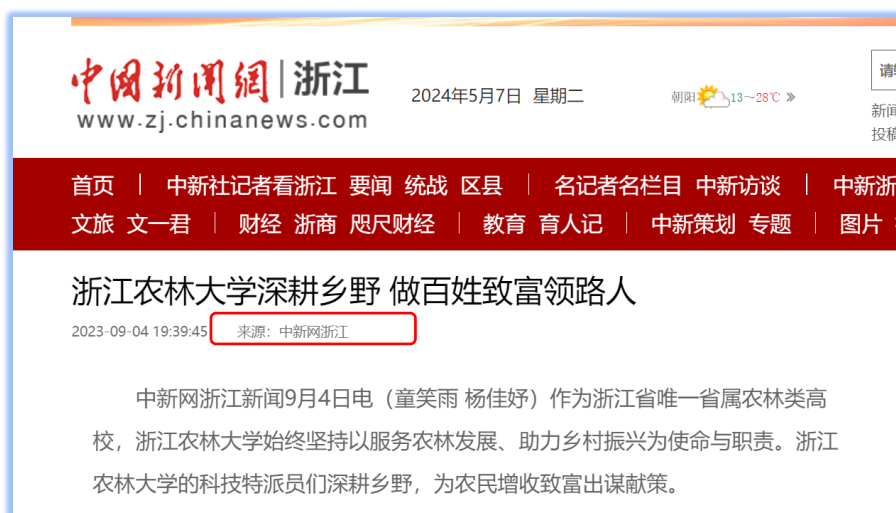 中国新闻网|浙江
www.zj.chinanews.com
2024年5月7日 星期二
朝阳 13~28℃
新闻
投稿
首页 | 中新社记者看浙江 要闻 统战 区县 | 名记者名栏目 中新访谈 | 中新浙
文旅 文一君 | 财经 浙商 咫尺财经 | 教育 育人记 | 中新策划 专题 | 图片
浙江农林大学深耕乡野 做百姓致富领路人
2023-09-04 19:39:45 来源：中新网浙江
中新网浙江新闻9月4日电（童笑雨 杨佳妤）作为浙江省唯一省属农林类高
校，浙江农林大学始终坚持以服务农林发展、助力乡村振兴为使命与职责。浙江
农林大学的科技特派员们深耕乡野，为农民增收致富出谋献策。